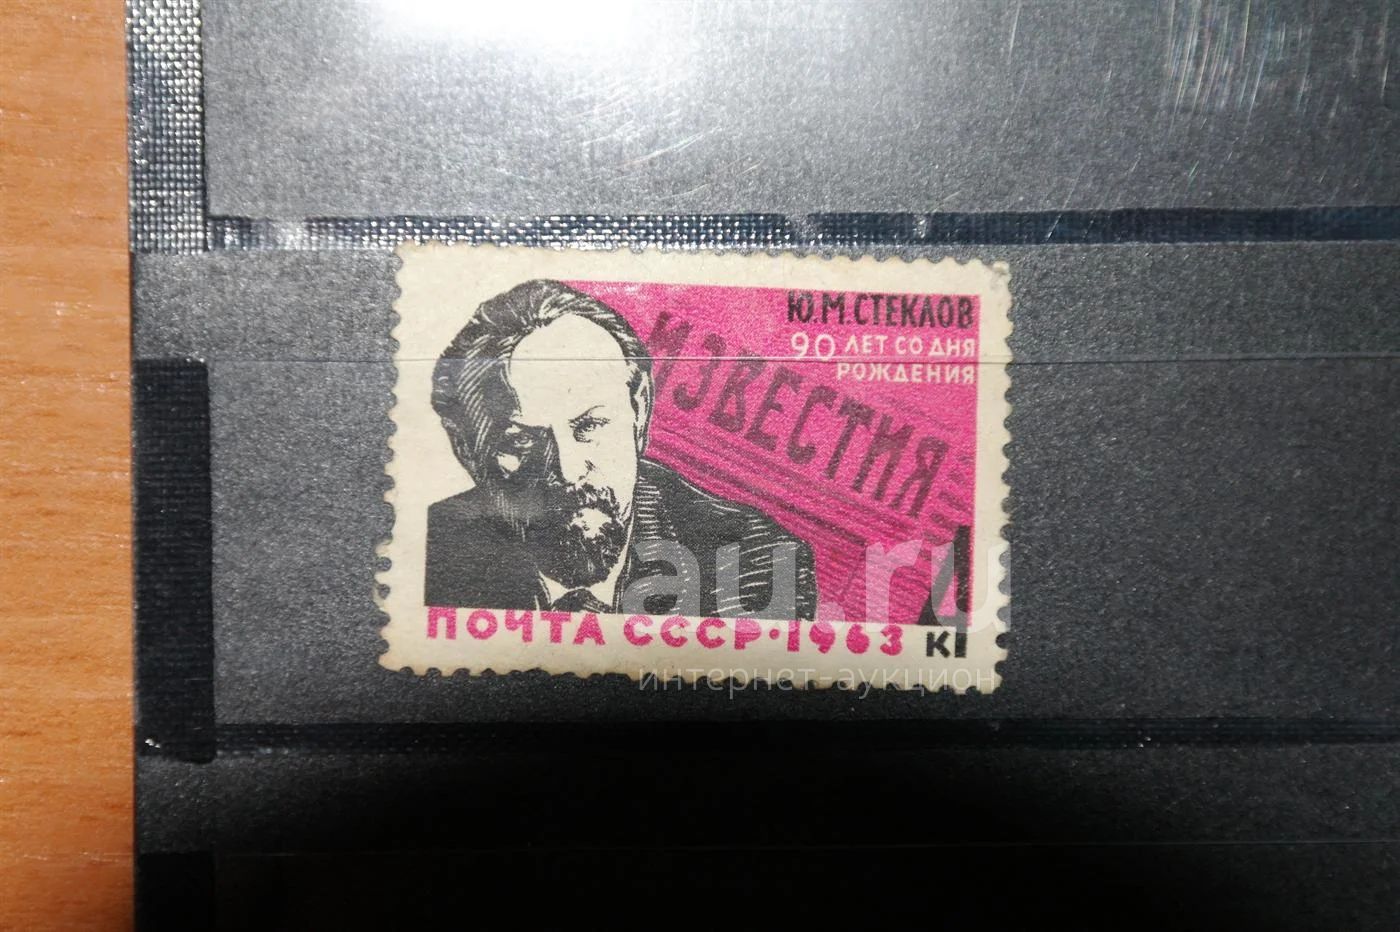 Ю.М.СТЕКЛОВ
90 ЛЕТ СО ДНЯ
РОЖДЕНИЯ
ИЗВЕСТИЯ
4
ПОЧТА СССР·1963 к
au.ru
интернет-аукцион